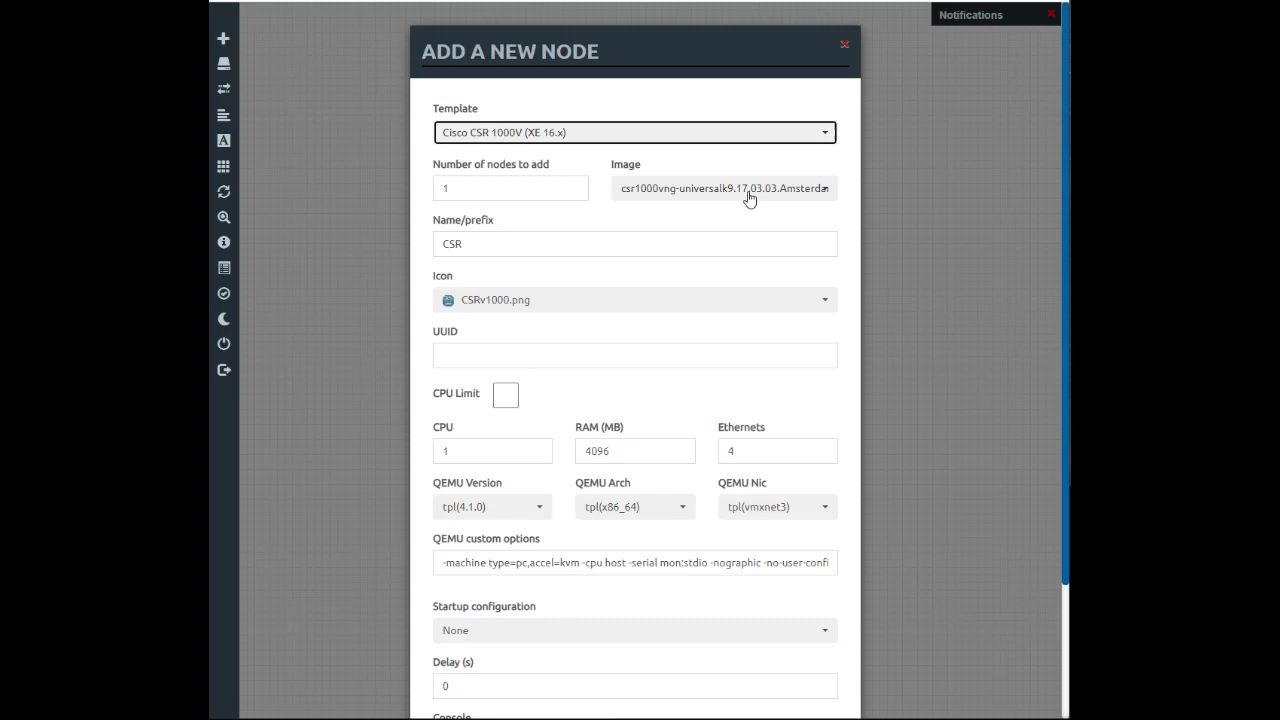 Notifications
ADD A NEW NODE
Template
Cisco CSR 1000V (XE 16.x)
Number of nodes to add
Image
1
csr1000vng-universalk9.17.03.03.Amsterda
Name/prefix
CSR
Icon
CSRv1000.png
UUID
CPU Limit
CPU
RAM (MB)
Ethernets
1
4096
4
QEMU Version
QEMU Arch
QEMU Nic
tpl(4.1.0)
tpl(x86_64)
tpl(vmxnet3)
QEMU custom options
-machine type=pc,accel=kvm -cpu host -serial mon:stdio -nographic -no-user-confi
Startup configuration
None
Delay (s)
0
Console